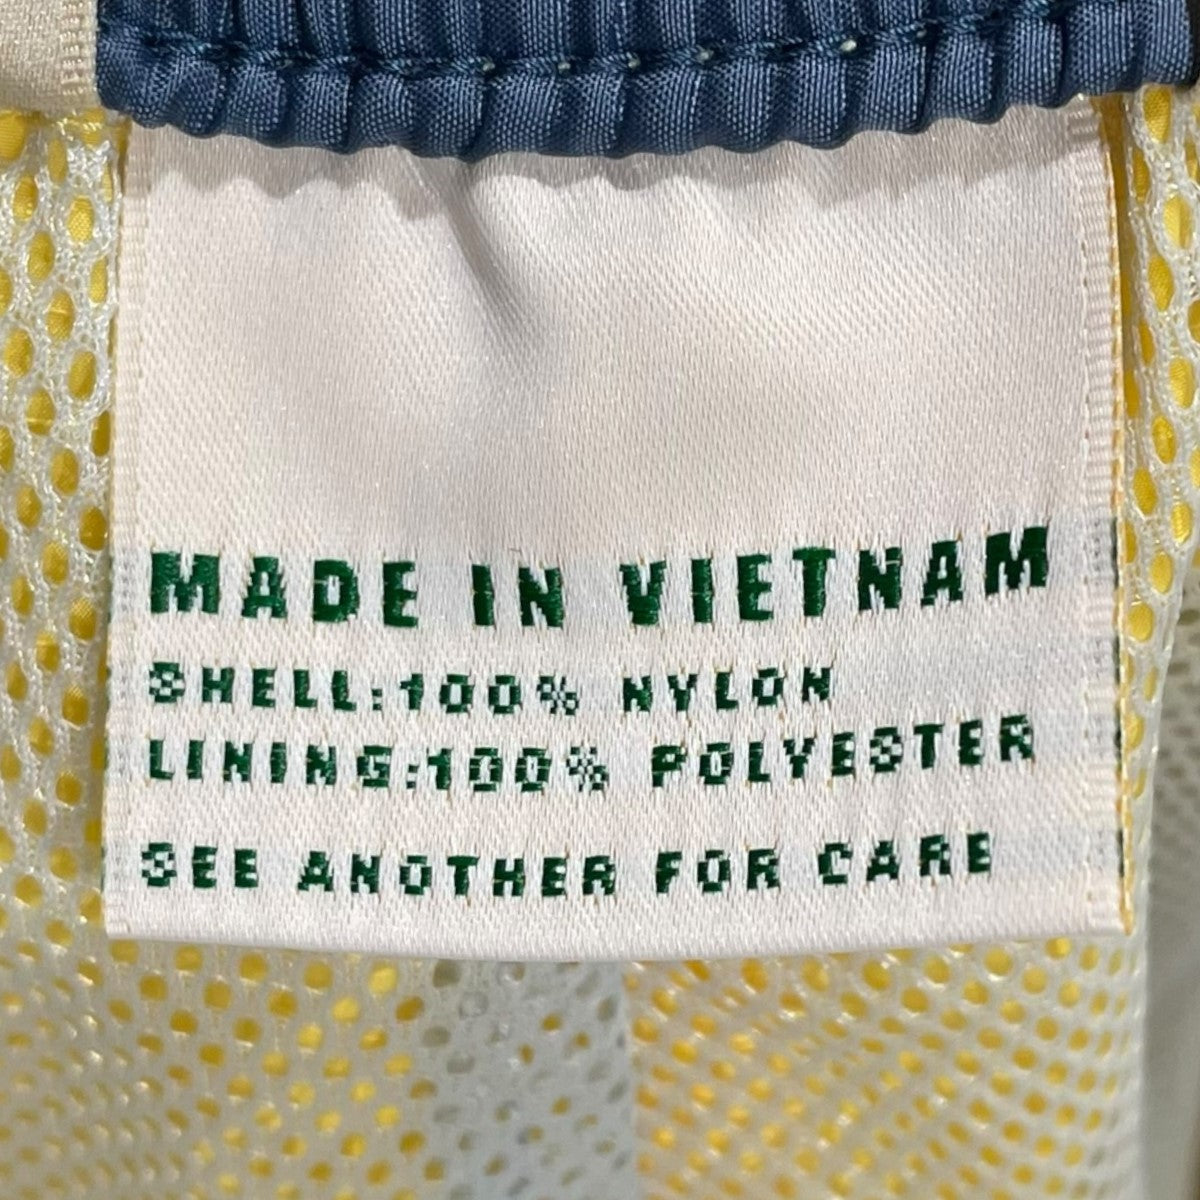 MADE IN VIETNAM
SHELL:100% NYLON
LINING:100% POLYESTER
SEE ANOTHER FOR CARE